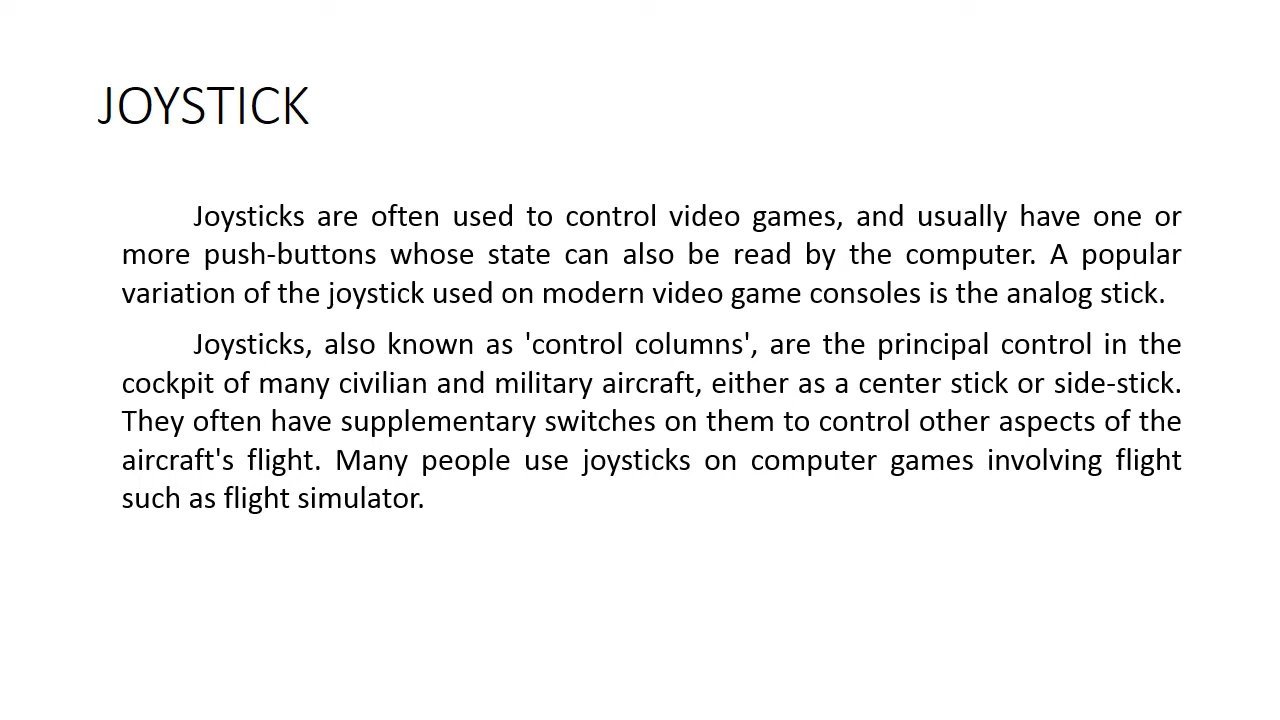 JOYSTICK
Joysticks are often used to control video games, and usually have one or
more push-buttons whose state can also be read by the computer. A popular
variation of the joystick used on modern video game consoles is the analog stick.
Joysticks, also known as 'control columns', are the principal control in the
cockpit of many civilian and military aircraft, either as a center stick or side-stick.
They often have supplementary switches on them to control other aspects of the
aircraft's flight. Many people use joysticks on computer games involving flight
such as flight simulator.